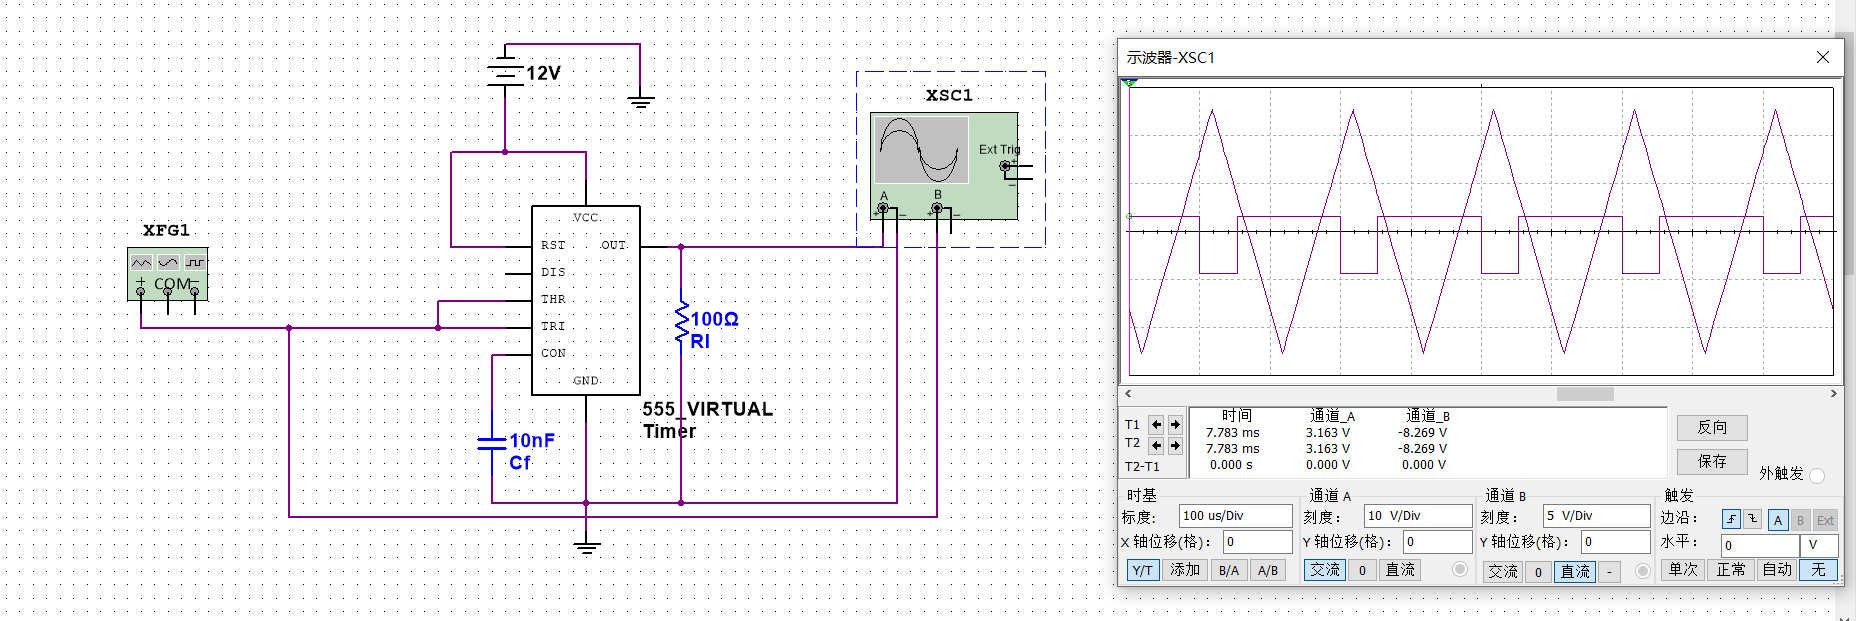 12V
XFG1
COM
VCC
RST
OUT
DIS
THR
TRI
CON
GND
10nF
Cf
100Ω
Rl
555_VIRTUAL
Timer
XSC1
Ext Trig
A
B
示波器-XSC1
时间 通道_A 通道_B
T1 7.783 ms 3.163 V -8.269 V
T2 7.783 ms 3.163 V -8.269 V
T2-T1 0.000 s 0.000 V 0.000 V
反向
保存
外触发
时基
标度: 100 us/Div
X 轴位移(格): 0
Y/T 添加 B/A A/B
通道 A
刻度: 10 V/Div
Y 轴位移(格): 0
交流 0 直流
通道 B
刻度: 5 V/Div
Y 轴位移(格): 0
交流 0 直流 -
触发
边沿: A B Ext
水平: 0 V
单次 正常 自动 无